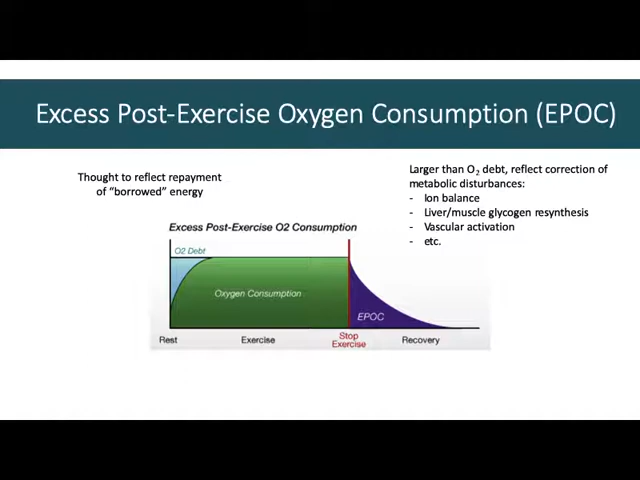 Excess Post-Exercise Oxygen Consumption (EPOC)
Thought to reflect repayment
of “borrowed” energy
Larger than O₂ debt, reflect correction of
metabolic disturbances:
- Ion balance
- Liver/muscle glycogen resynthesis
- Vascular activation
- etc.
Excess Post-Exercise O2 Consumption
O2 Debt
Oxygen Consumption
EPOC
Rest
Exercise
Stop
Exercise
Recovery